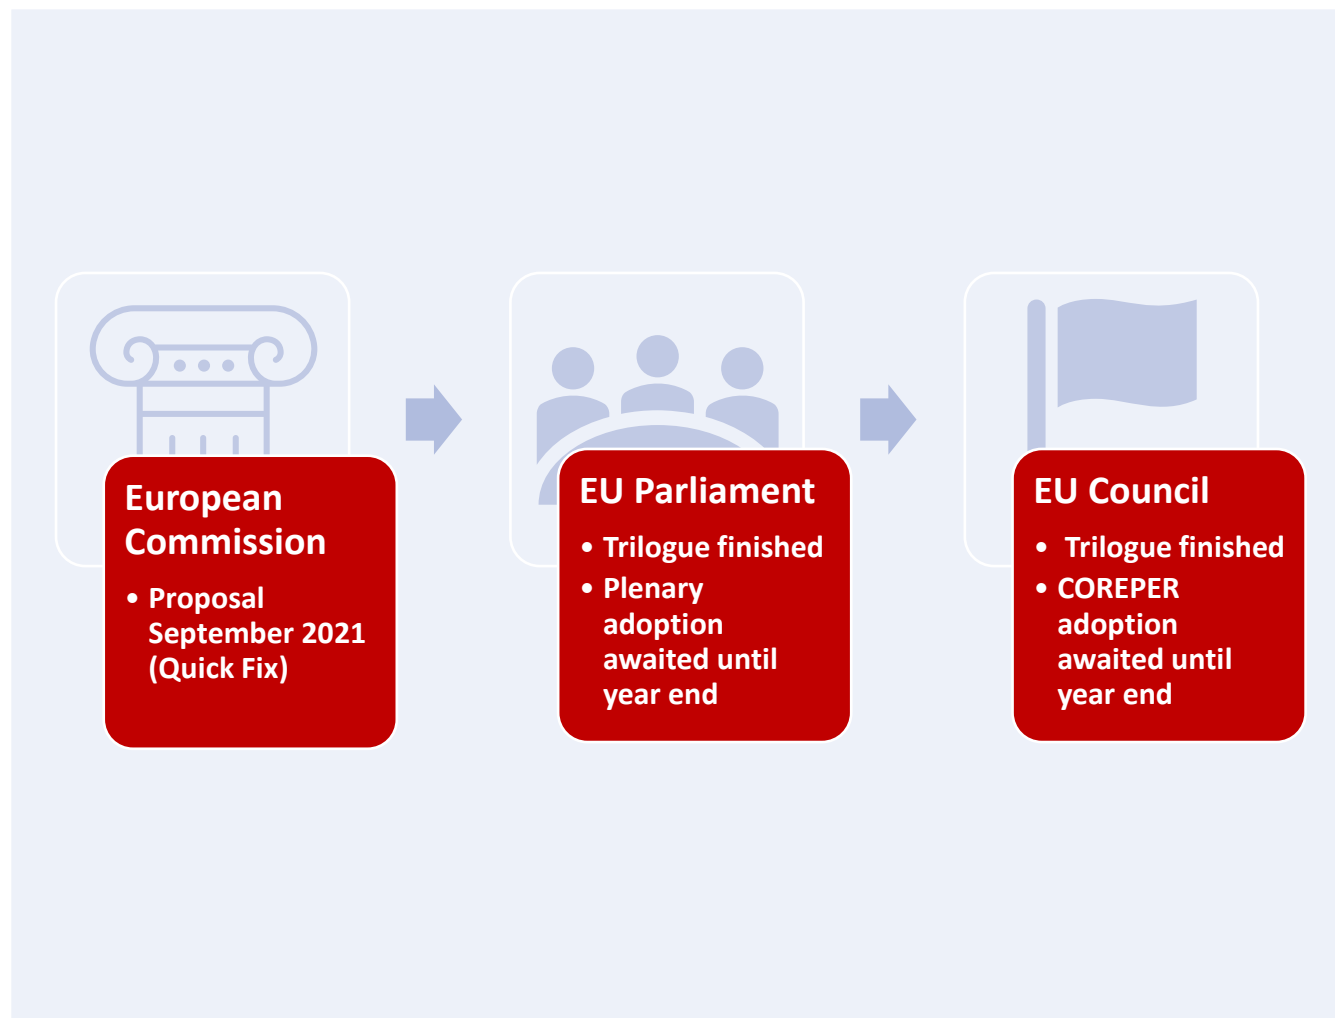 European
Commission
• Proposal
September 2021
(Quick Fix)
EU Parliament
• Trilogue finished
• Plenary
adoption
awaited until
year end
EU Council
• Trilogue finished
• COREPER
adoption
awaited until
year end